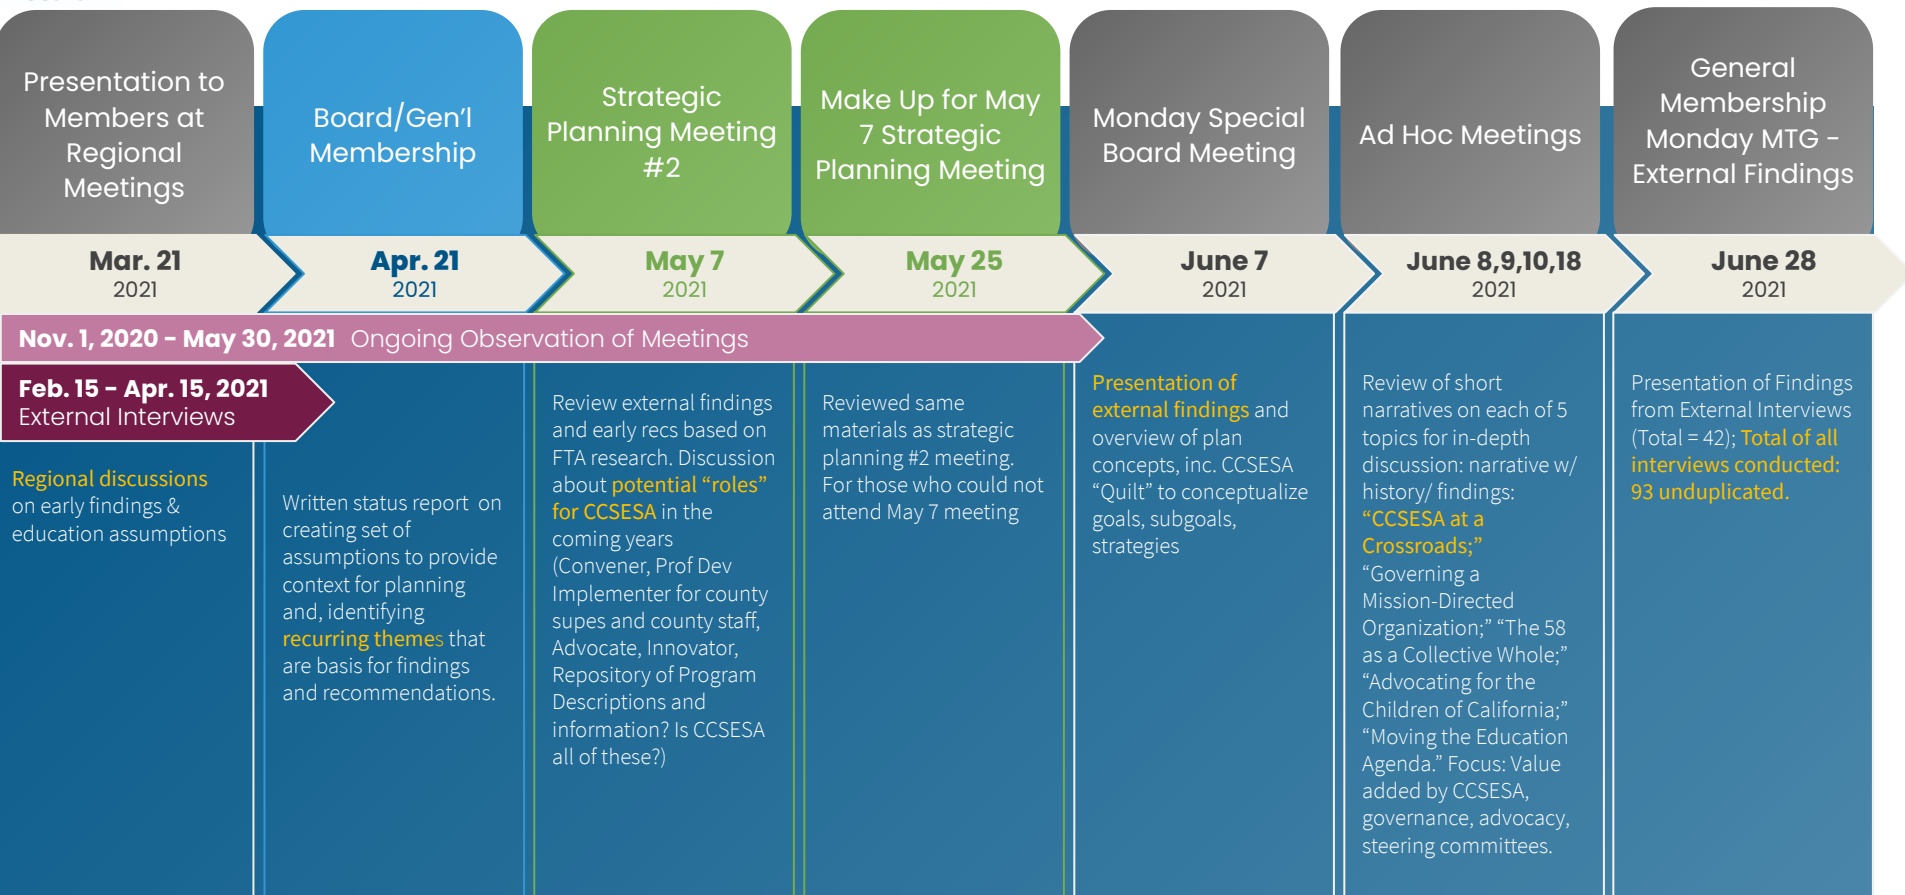 Presentation to
Members at
Regional
Meetings
Board/Gen’l
Membership
Strategic
Planning Meeting
#2
Make Up for May
7 Strategic
Planning Meeting
Monday Special
Board Meeting
Ad Hoc Meetings
General
Membership
Monday MTG -
External Findings
Mar. 21
2021
Apr. 21
2021
May 7
2021
May 25
2021
June 7
2021
June 8,9,10,18
2021
June 28
2021
Nov. 1, 2020 - May 30, 2021 Ongoing Observation of Meetings
Feb. 15 - Apr. 15, 2021
External Interviews
Regional discussions
on early findings &
education assumptions
Written status report on
creating set of
assumptions to provide
context for planning
and, identifying
recurring themes that
are basis for findings
and recommendations.
Review external findings
and early recs based on
FTA research. Discussion
about potential “roles”
for CCSESA in the
coming years
(Convener, Prof Dev
Implementer for county
supes and county staff,
Advocate, Innovator,
Repository of Program
Descriptions and
information? Is CCSESA
all of these?)
Reviewed same
materials as strategic
planning #2 meeting.
For those who could not
attend May 7 meeting
Presentation of
external findings and
overview of plan
concepts, inc. CCSESA
“Quilt” to conceptualize
goals, subgoals,
strategies
Review of short
narratives on each of 5
topics for in-depth
discussion: narrative w/
history/ findings:
“CCSESA at a
Crossroads;”
“Governing a
Mission-Directed
Organization;” “The 58
as a Collective Whole;”
“Advocating for the
Children of California;”
“Moving the Education
Agenda.” Focus: Value
added by CCSESA,
governance, advocacy,
steering committees.
Presentation of Findings
from External Interviews
(Total = 42); Total of all
interviews conducted:
93 unduplicated.